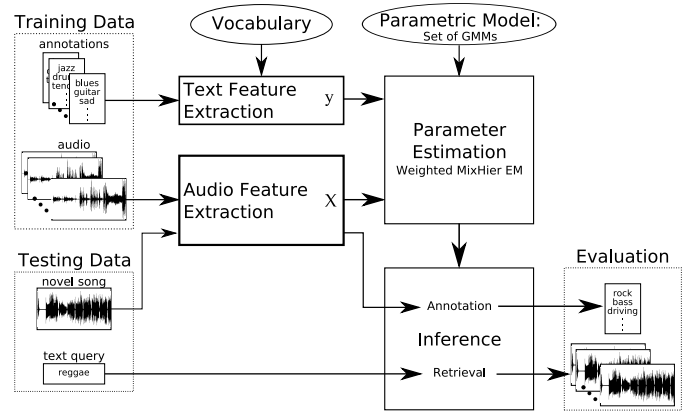 Training Data
annotations
jazz
blues
guitar
sad
audio
Vocabulary
Parametric Model:
Set of GMMs
Text Feature
Extraction
y
Audio Feature
Extraction
X
Parameter
Estimation
Weighted MixHier EM
Testing Data
novel song
text query
reggae
Annotation
Inference
Retrieval
Evaluation
rock
bass
driving